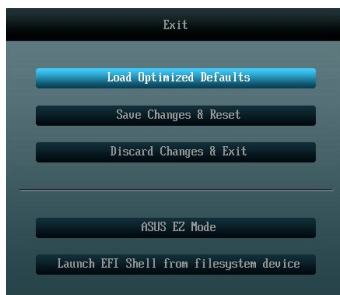 Exit
Load Optimized Defaults
Save Changes & Reset
Discard Changes & Exit
ASUS EZ Mode
Launch EFI Shell from filesystem device